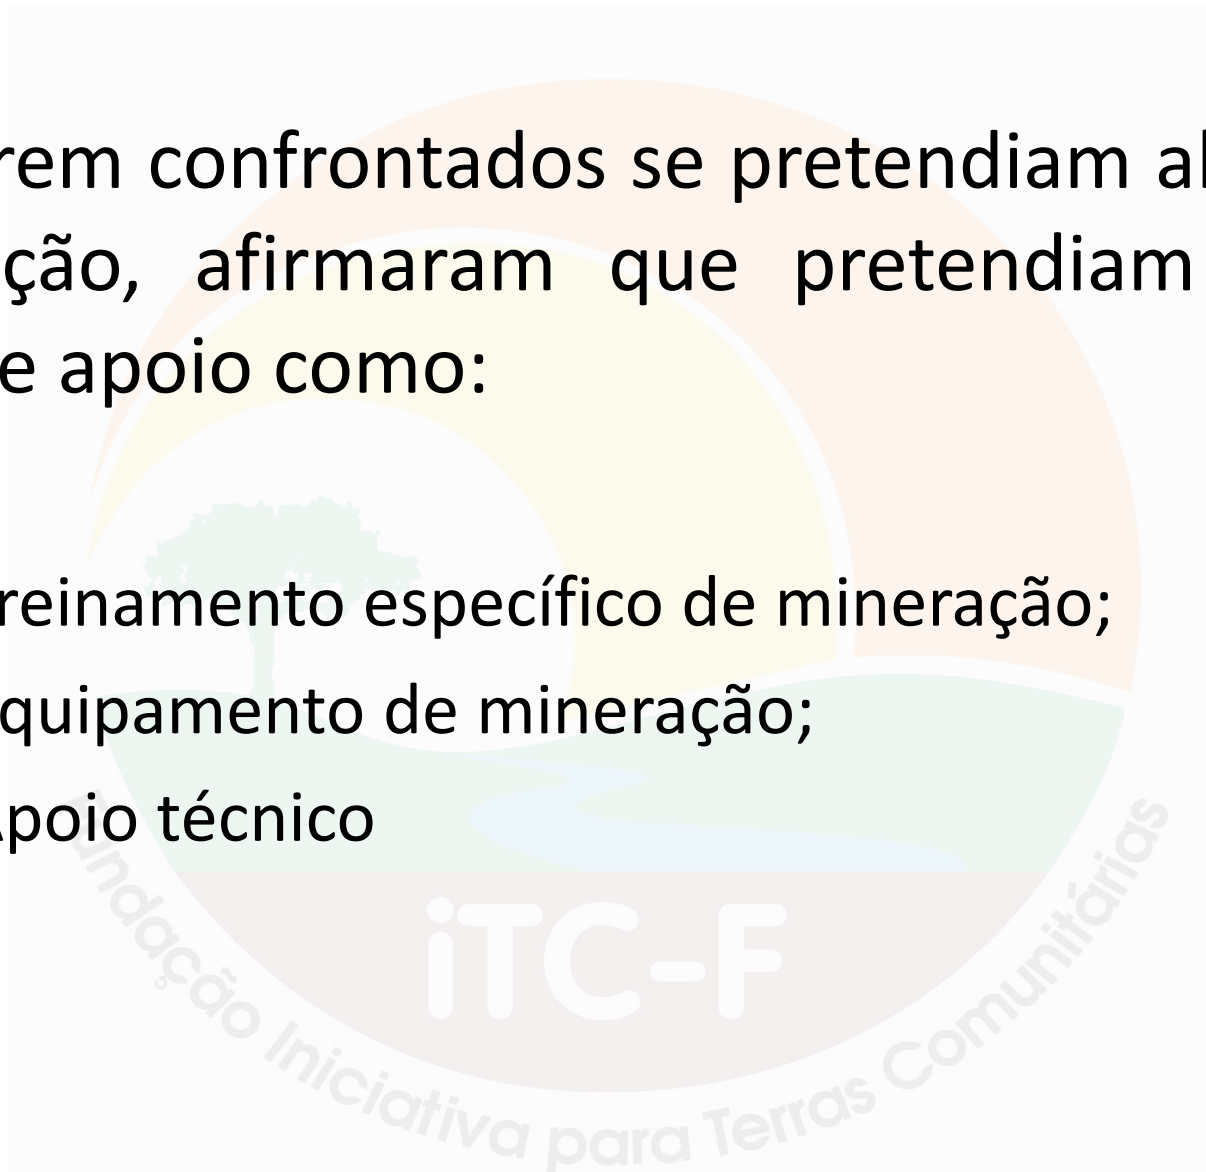 rem confrontados se pretendiam al
ção, afirmaram que pretendiam
e apoio como:
reinamento específico de mineração;
quipamento de mineração;
poio técnico
iTC-F
Fundação Iniciativa para Terras Comunitárias